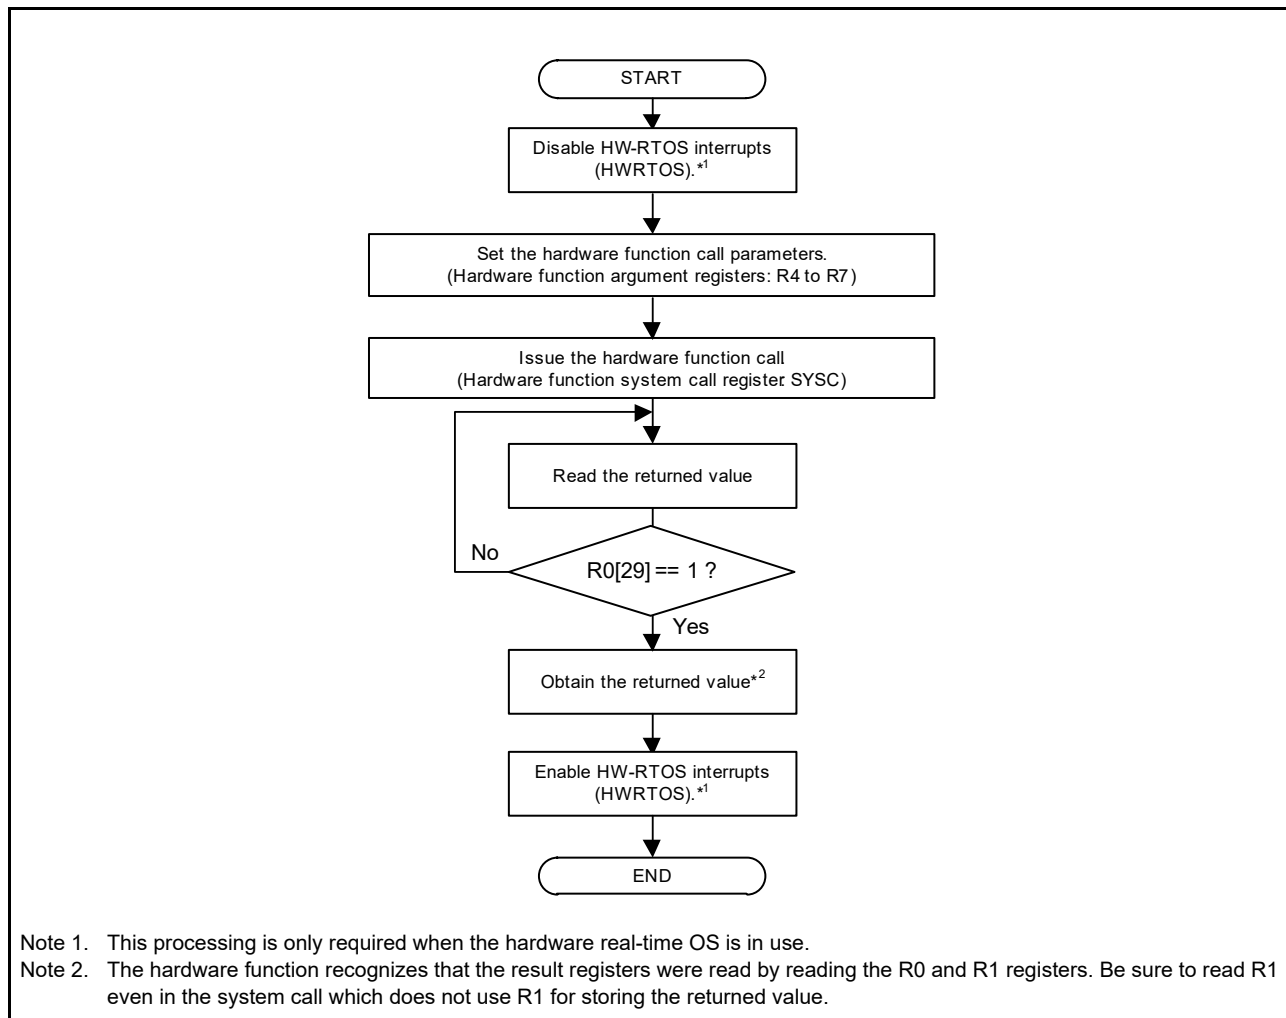 START
Disable HW-RTOS interrupts
(HWRTOS).*1
Set the hardware function call parameters.
(Hardware function argument registers: R4 to R7)
Issue the hardware function call
(Hardware function system call register SYSC)
Read the returned value
No
R0[29] == 1 ?
Yes
Obtain the returned value*2
Enable HW-RTOS interrupts
(HWRTOS).*1
END
Note 1. This processing is only required when the hardware real-time OS is in use.
Note 2. The hardware function recognizes that the result registers were read by reading the R0 and R1 registers. Be sure to read R1
even in the system call which does not use R1 for storing the returned value.